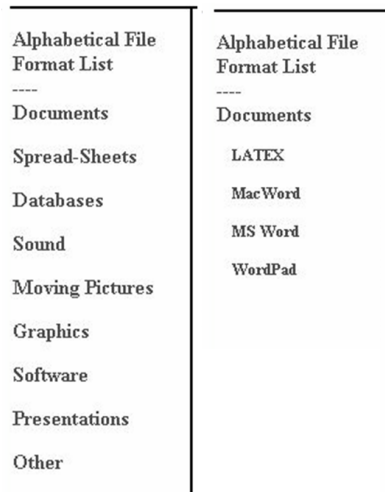 Alphabetical File
Format List
----
Documents
Spread-Sheets
Databases
Sound
Moving Pictures
Graphics
Software
Presentations
Other
Alphabetical File
Format List
----
Documents
LATEX
MacWord
MS Word
WordPad